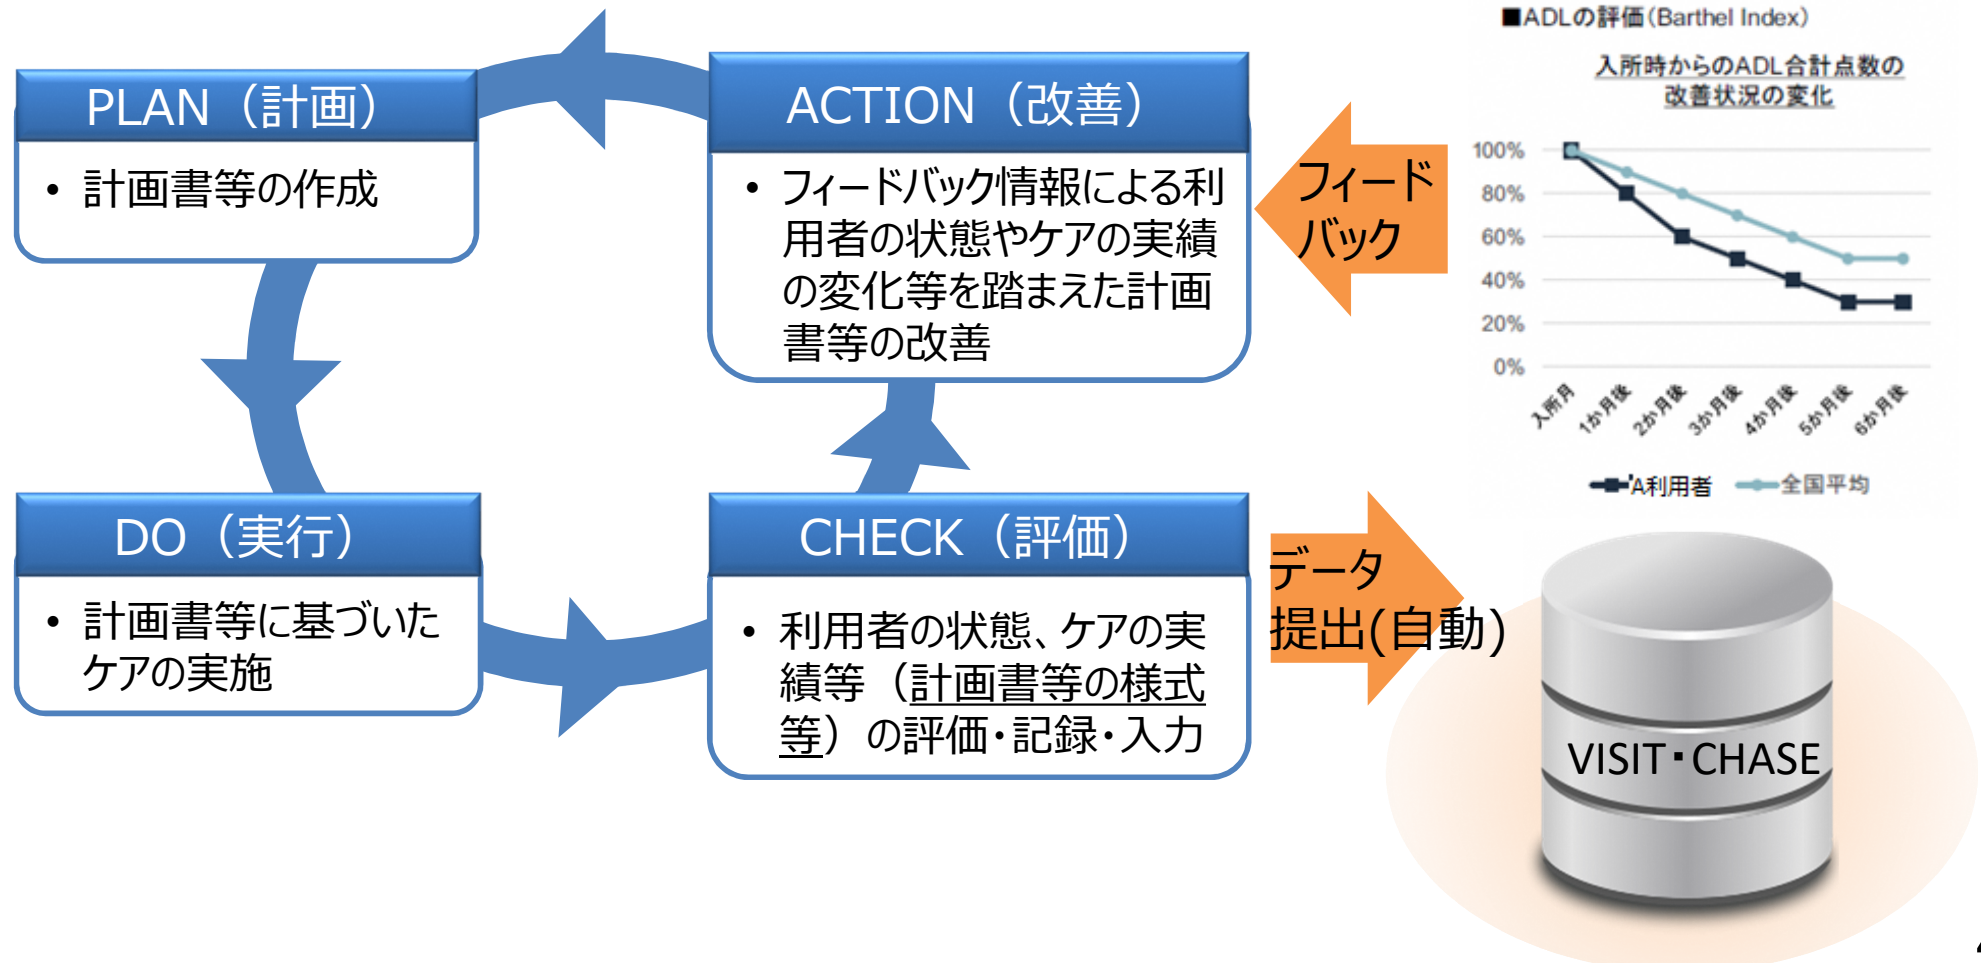 PLAN（計画）
• 計画書等の作成
ACTION（改善）
• フィードバック情報による利
用者の状態やケアの実績
の変化等を踏まえた計画
書等の改善
DO（実行）
• 計画書等に基づいた
ケアの実施
CHECK（評価）
• 利用者の状態、ケアの実
績等（計画書等の様式
等）の評価・記録・入力
フィード
バック
データ
提出(自動)
■ADLの評価（Barthel Index）
入所時からのADL合計点数の
改善状況の変化
100%
80%
60%
40%
20%
0%
入所月
1か月後
2か月後
3か月後
4か月後
5か月後
6か月後
A利用者
全国平均
VISIT・CHASE